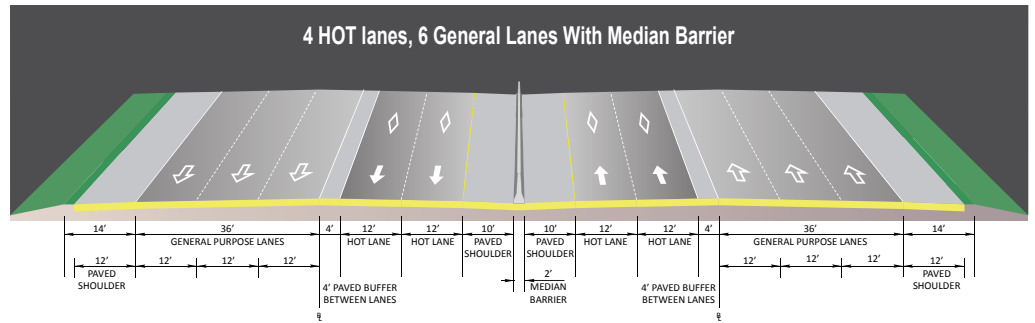 4 HOT lanes, 6 General Lanes With Median Barrier
14' 36' 4' 12' 12' 10' 10' 12' 12' 4' 36' 14'
GENERAL PURPOSE LANES HOT LANE HOT LANE PAVED SHOULDER PAVED SHOULDER HOT LANE HOT LANE GENERAL PURPOSE LANES
12' 12' 12' 12' 2' 12' 12' 12' 12'
PAVED SHOULDER
4' PAVED BUFFER
BETWEEN LANES
MEDIAN
BARRIER
4' PAVED BUFFER
BETWEEN LANES
PAVED SHOULDER